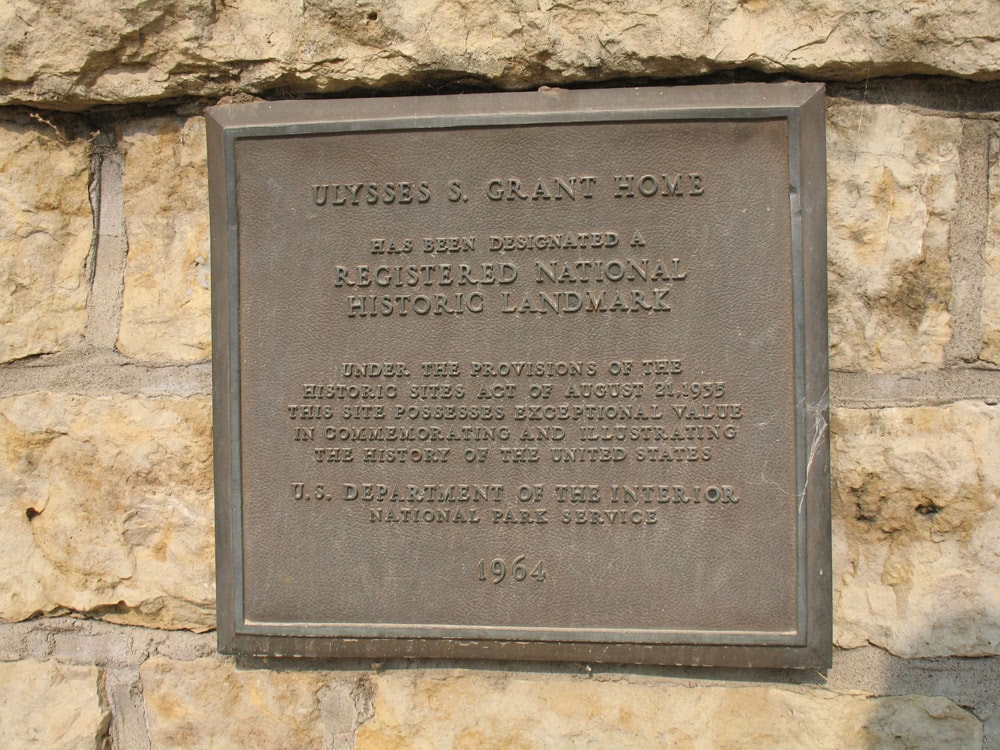 ULYSSES S. GRANT HOME
HAS BEEN DESIGNATED A
REGISTERED NATIONAL
HISTORIC LANDMARK
UNDER THE PROVISIONS OF THE
HISTORIC SITES ACT OF AUGUST 21, 1935
THIS SITE POSSESSES EXCEPTIONAL VALUE
IN COMMEMORATING AND ILLUSTRATING
THE HISTORY OF THE UNITED STATES
U.S. DEPARTMENT OF THE INTERIOR
NATIONAL PARK SERVICE
1964